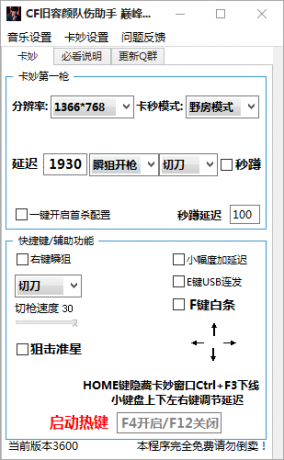 CF旧容颜队伤助手 巅峰...
音乐设置 卡妙设置 问题反馈
卡妙 必看说明 更新Q群
卡妙第一枪
分辨率: 1366*768 卡秒模式: 野房模式
延迟 1930 瞬狙开枪 切刀 秒蹲
一键开启首杀配置 秒蹲延迟 100
快捷键/辅助功能
右键瞬狙 小幅度加延迟
切刀 E键USB连发
切枪速度 30 F键白条
狙击准星
HOME键隐藏卡妙窗口Ctrl+F3下线
小键盘上下左右键调节延迟
启动热键 F4开启/F12关闭
当前版本3600 本程序完全免费请勿倒卖!